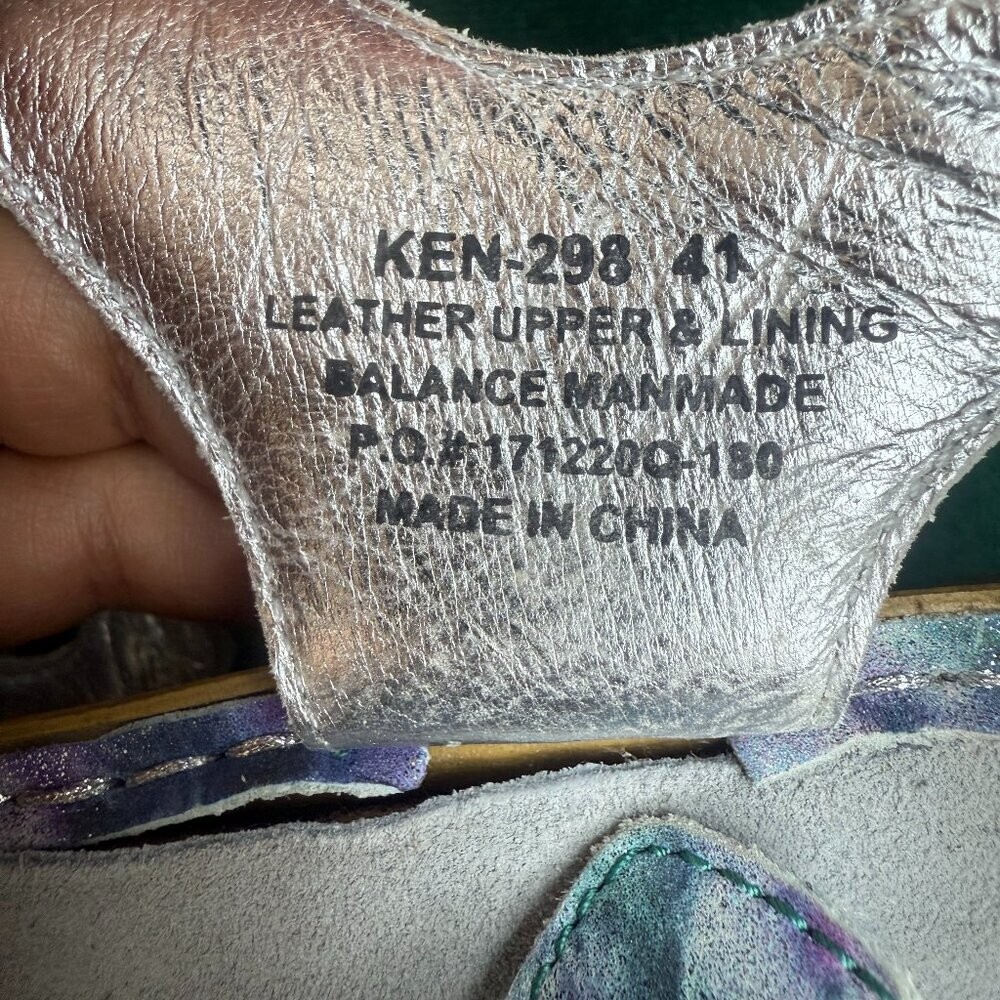 KEN-298 41
LEATHER UPPER & LINING
BALANCE MANMADE
P.O.#:171220Q-180
MADE IN CHINA